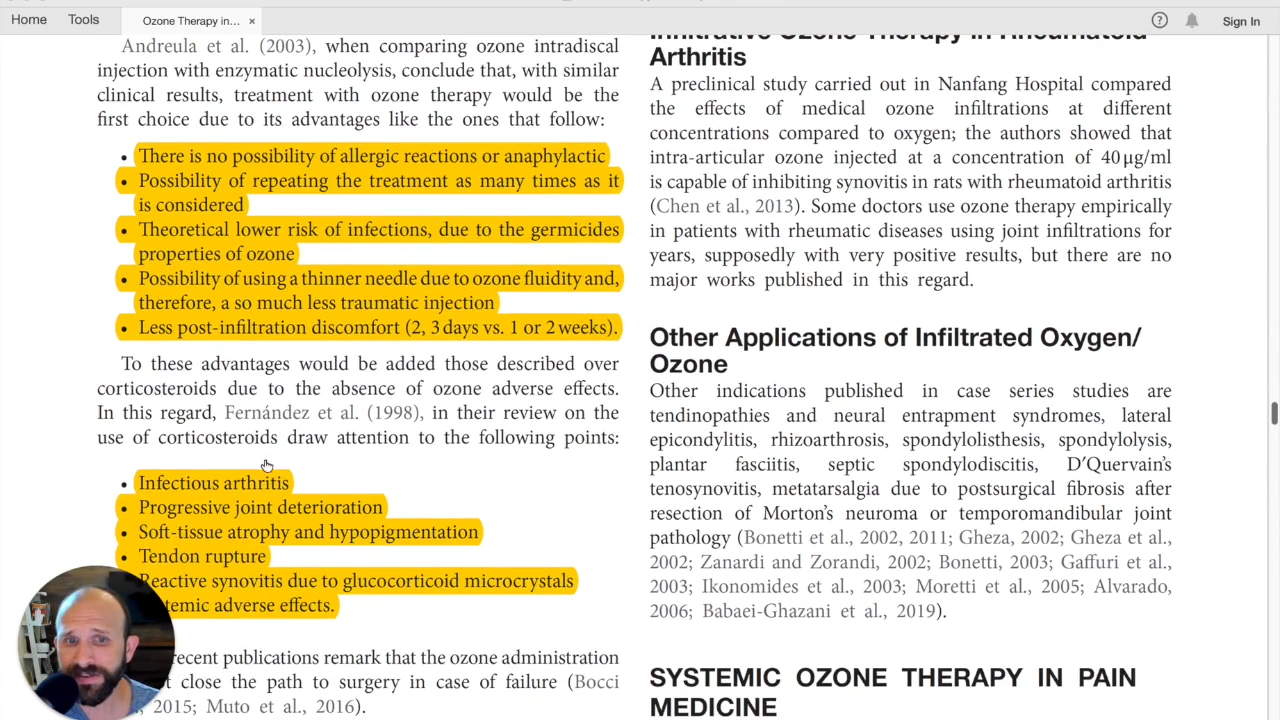 Home
Tools
Ozone Therapy in...
×
?
Sign In
Andreula et al. (2003), when comparing ozone intradiscal
injection with enzymatic nucleolysis, conclude that, with similar
clinical results, treatment with ozone therapy would be the
first choice due to its advantages like the ones that follow:
• There is no possibility of allergic reactions or anaphylactic
• Possibility of repeating the treatment as many times as it
is considered
• Theoretical lower risk of infections, due to the germicides
properties of ozone
• Possibility of using a thinner needle due to ozone fluidity and,
therefore, a so much less traumatic injection
• Less post-infiltration discomfort (2, 3 days vs. 1 or 2 weeks).
To these advantages would be added those described over
corticosteroids due to the absence of ozone adverse effects.
In this regard, Fernández et al. (1998), in their review on the
use of corticosteroids draw attention to the following points:
• Infectious arthritis
• Progressive joint deterioration
• Soft-tissue atrophy and hypopigmentation
• Tendon rupture
Reactive synovitis due to glucocorticoid microcrystals
temic adverse effects.
recent publications remark that the ozone administration
close the path to surgery in case of failure (Bocci
, 2015; Muto et al., 2016).
Infiltrative Ozone Therapy in Rheumatoid
Arthritis
A preclinical study carried out in Nanfang Hospital compared
the effects of medical ozone infiltrations at different
concentrations compared to oxygen; the authors showed that
intra-articular ozone injected at a concentration of 40 µg/ml
is capable of inhibiting synovitis in rats with rheumatoid arthritis
(Chen et al., 2013). Some doctors use ozone therapy empirically
in patients with rheumatic diseases using joint infiltrations for
years, supposedly with very positive results, but there are no
major works published in this regard.
Other Applications of Infiltrated Oxygen/
Ozone
Other indications published in case series studies are
tendinopathies and neural entrapment syndromes, lateral
epicondylitis, rhizoarthrosis, spondylolisthesis, spondylolysis,
plantar fasciitis, septic spondylodiscitis, D’Quervain’s
tenosynovitis, metatarsalgia due to postsurgical fibrosis after
resection of Morton’s neuroma or temporomandibular joint
pathology (Bonetti et al., 2002, 2011; Gheza, 2002; Gheza et al.,
2002; Zanardi and Zorandi, 2002; Bonetti, 2003; Gaffuri et al.,
2003; Ikonomides et al., 2003; Moretti et al., 2005; Alvarado,
2006; Babaei-Ghazani et al., 2019).
SYSTEMIC OZONE THERAPY IN PAIN
MEDICINE